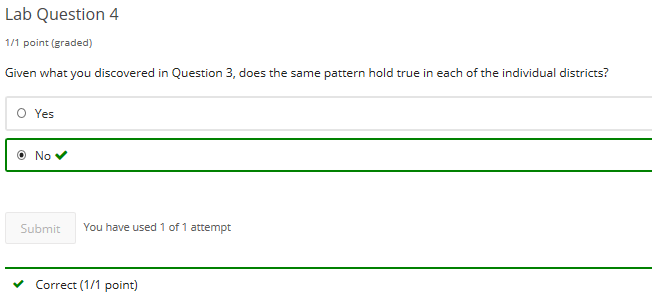 Lab Question 4
1/1 point (graded)
Given what you discovered in Question 3, does the same pattern hold true in each of the individual districts?
Yes
No
Submit You have used 1 of 1 attempt
Correct (1/1 point)